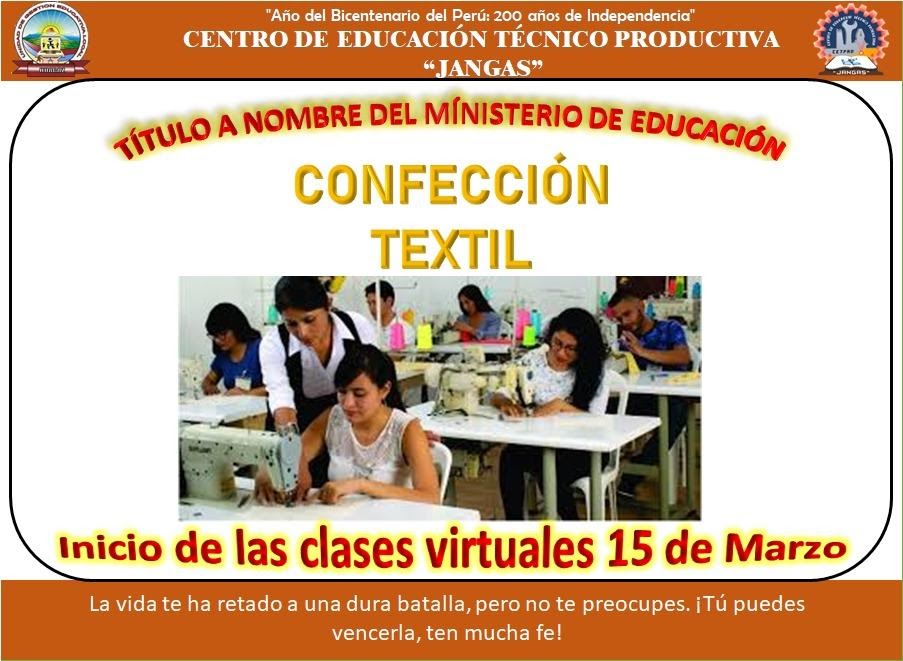 "Año del Bicentenario del Perú: 200 años de Independencia"
CENTRO DE EDUCACIÓN TÉCNICO PRODUCTIVA
“JANGAS”
"JANGAS"
TÍTULO A NOMBRE DEL MÍNISTERIO DE EDUCACIÓN
CONFECCIÓN
TEXTIL
Inicio de las clases virtuales 15 de Marzo
La vida te ha retado a una dura batalla, pero no te preocupes. ¡Tú puedes
vencerla, ten mucha fe!